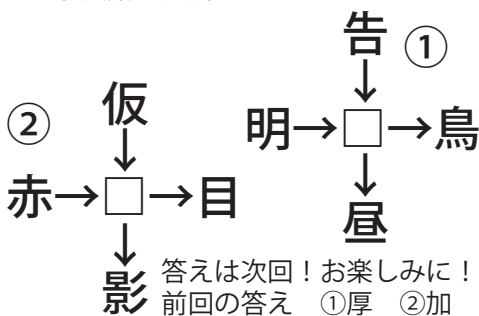 告 ①
↓
明→□→鳥
↓
昼
② 仮
↓
赤→□→目
↓
影
答えは次回！お楽しみに！
前回の答え ①厚 ②加